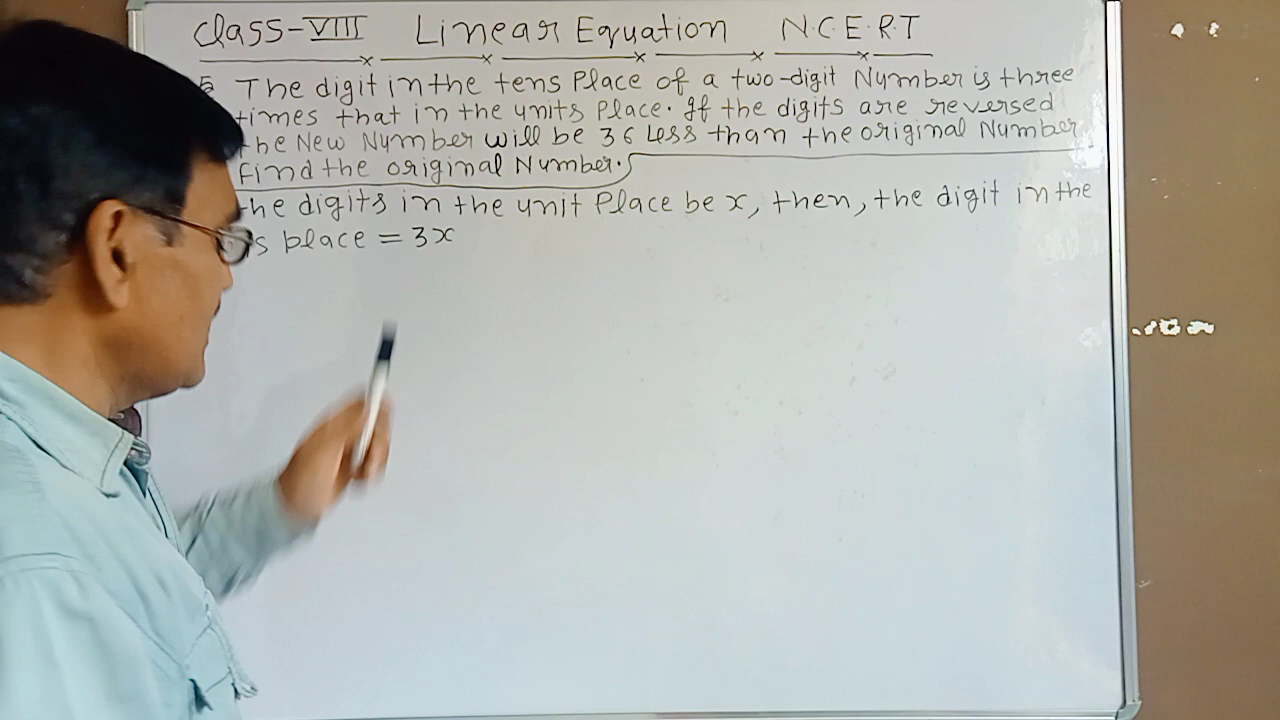 Class-VIII Linear Equation N.C.E.R.T
The digit in the tens Place of a two-digit Number is three
times that in the units Place. If the digits are reversed
the New Number will be 36 Less than the original Number
Find the original Number.
the digits in the unit Place be x, then, the digit in the
place = 3x